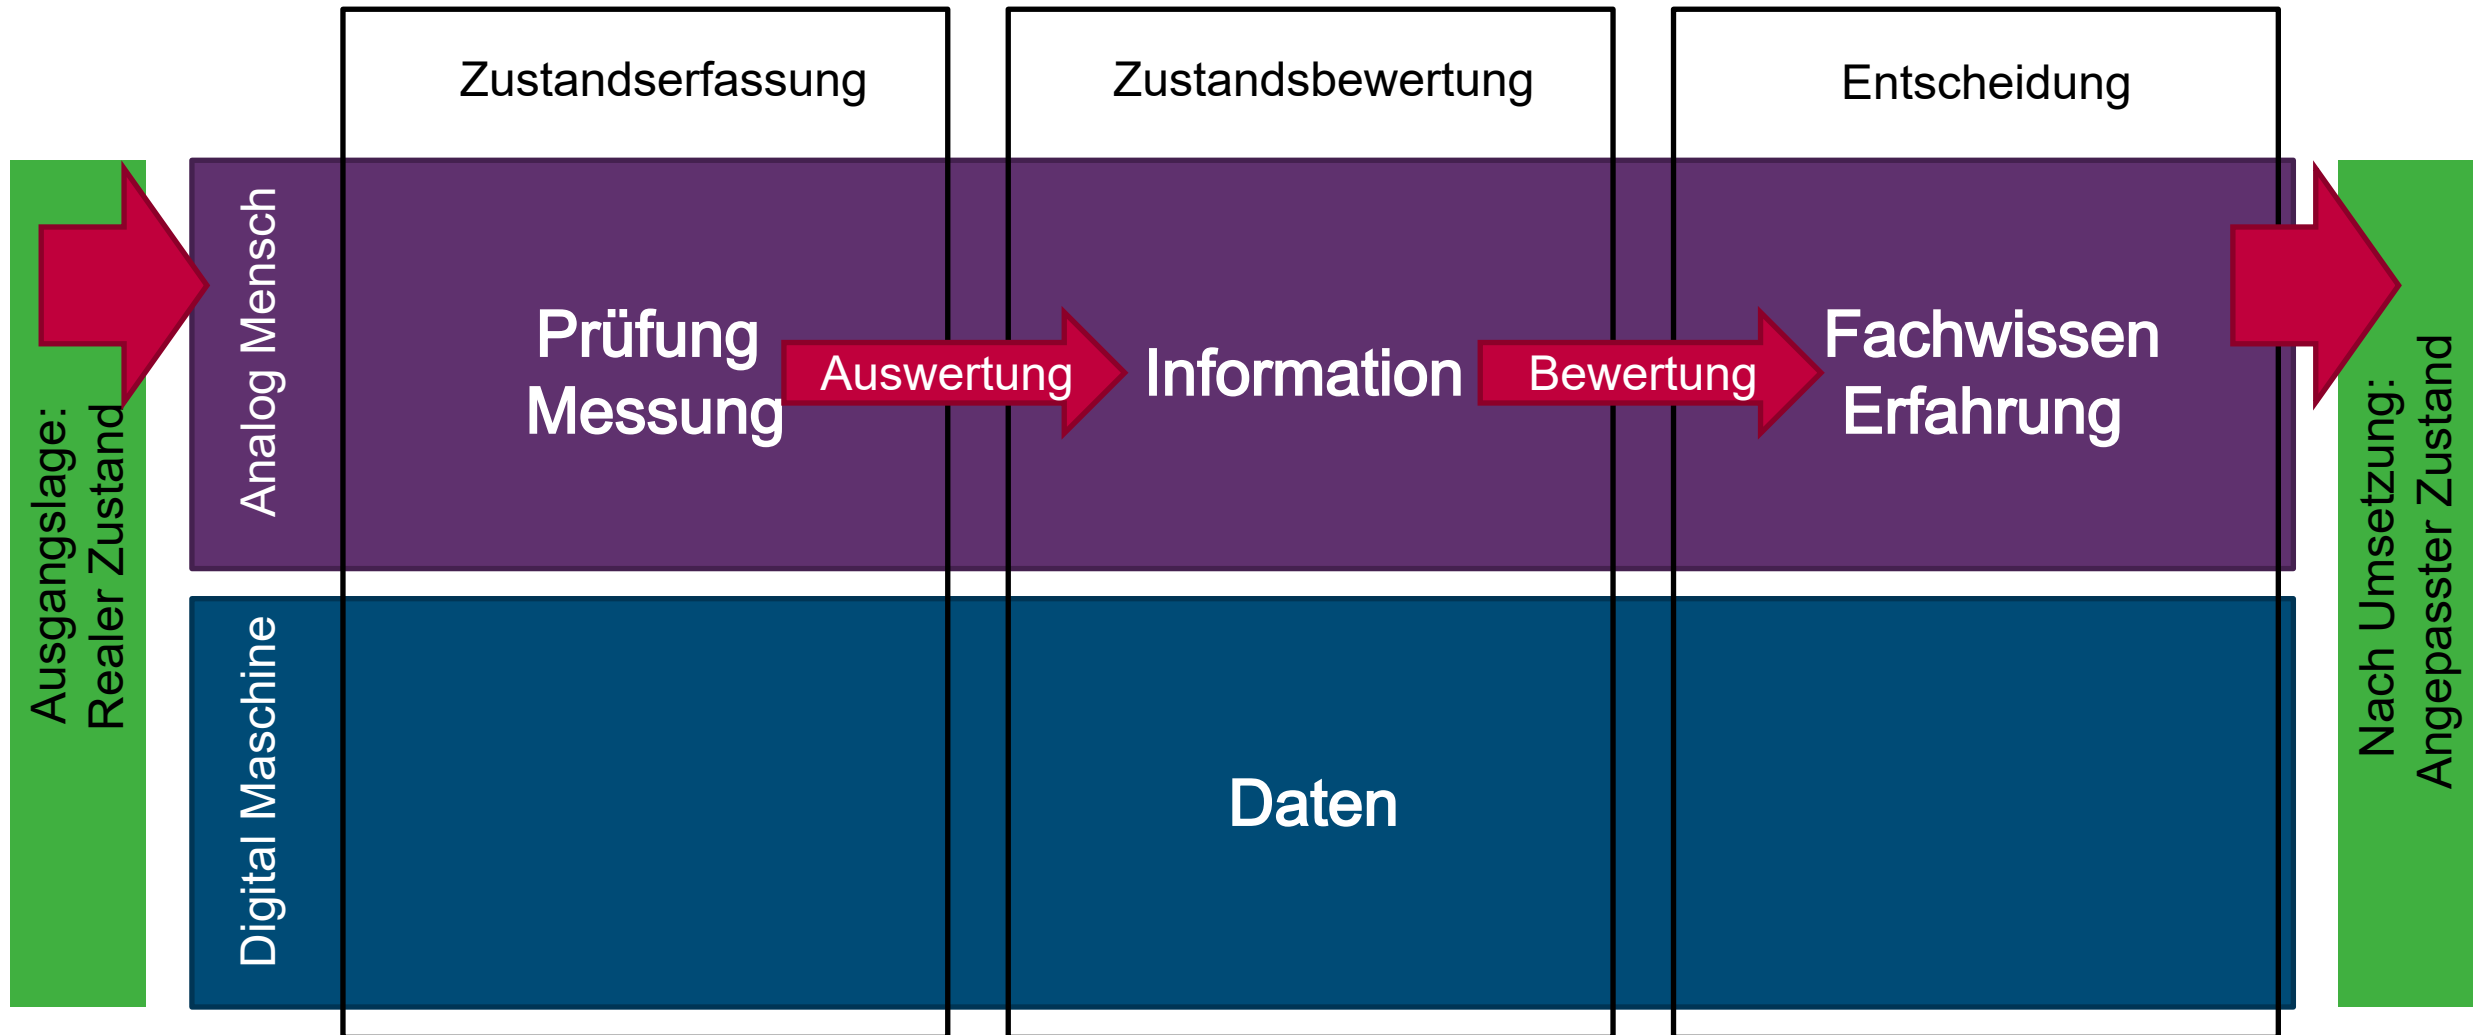 Zustandserfassung
Zustandsbewertung
Entscheidung
Ausgangslage:
Realer Zustand
Analog Mensch
Prüfung
Messung
Auswertung
Information
Bewertung
Fachwissen
Erfahrung
Nach Umsetzung:
Angepasster Zustand
Digital Maschine
Daten